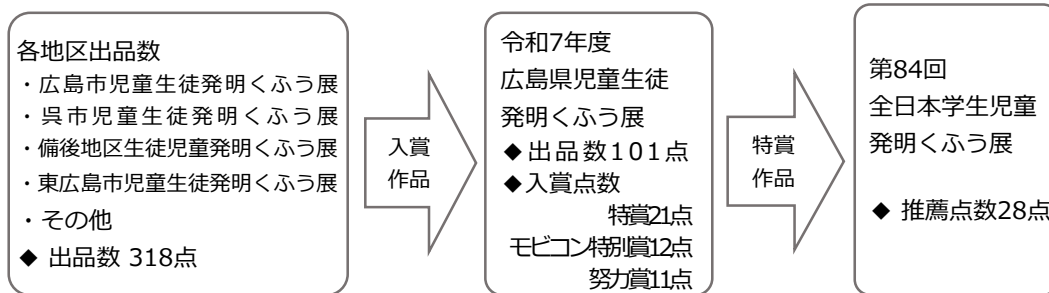 各地区出品数
・広島市児童生徒発明くふう展
・呉市児童生徒発明くふう展
・備後地区生徒児童発明くふう展
・東広島市児童生徒発明くふう展
・その他
◆ 出品数 318点
入賞
作品
令和7年度
広島県児童生徒
発明くふう展
◆出品数101点
◆入賞点数
特賞21点
モビコン特別賞12点
努力賞11点
特賞
作品
第84回
全日本学生児童
発明くふう展
◆ 推薦点数28点